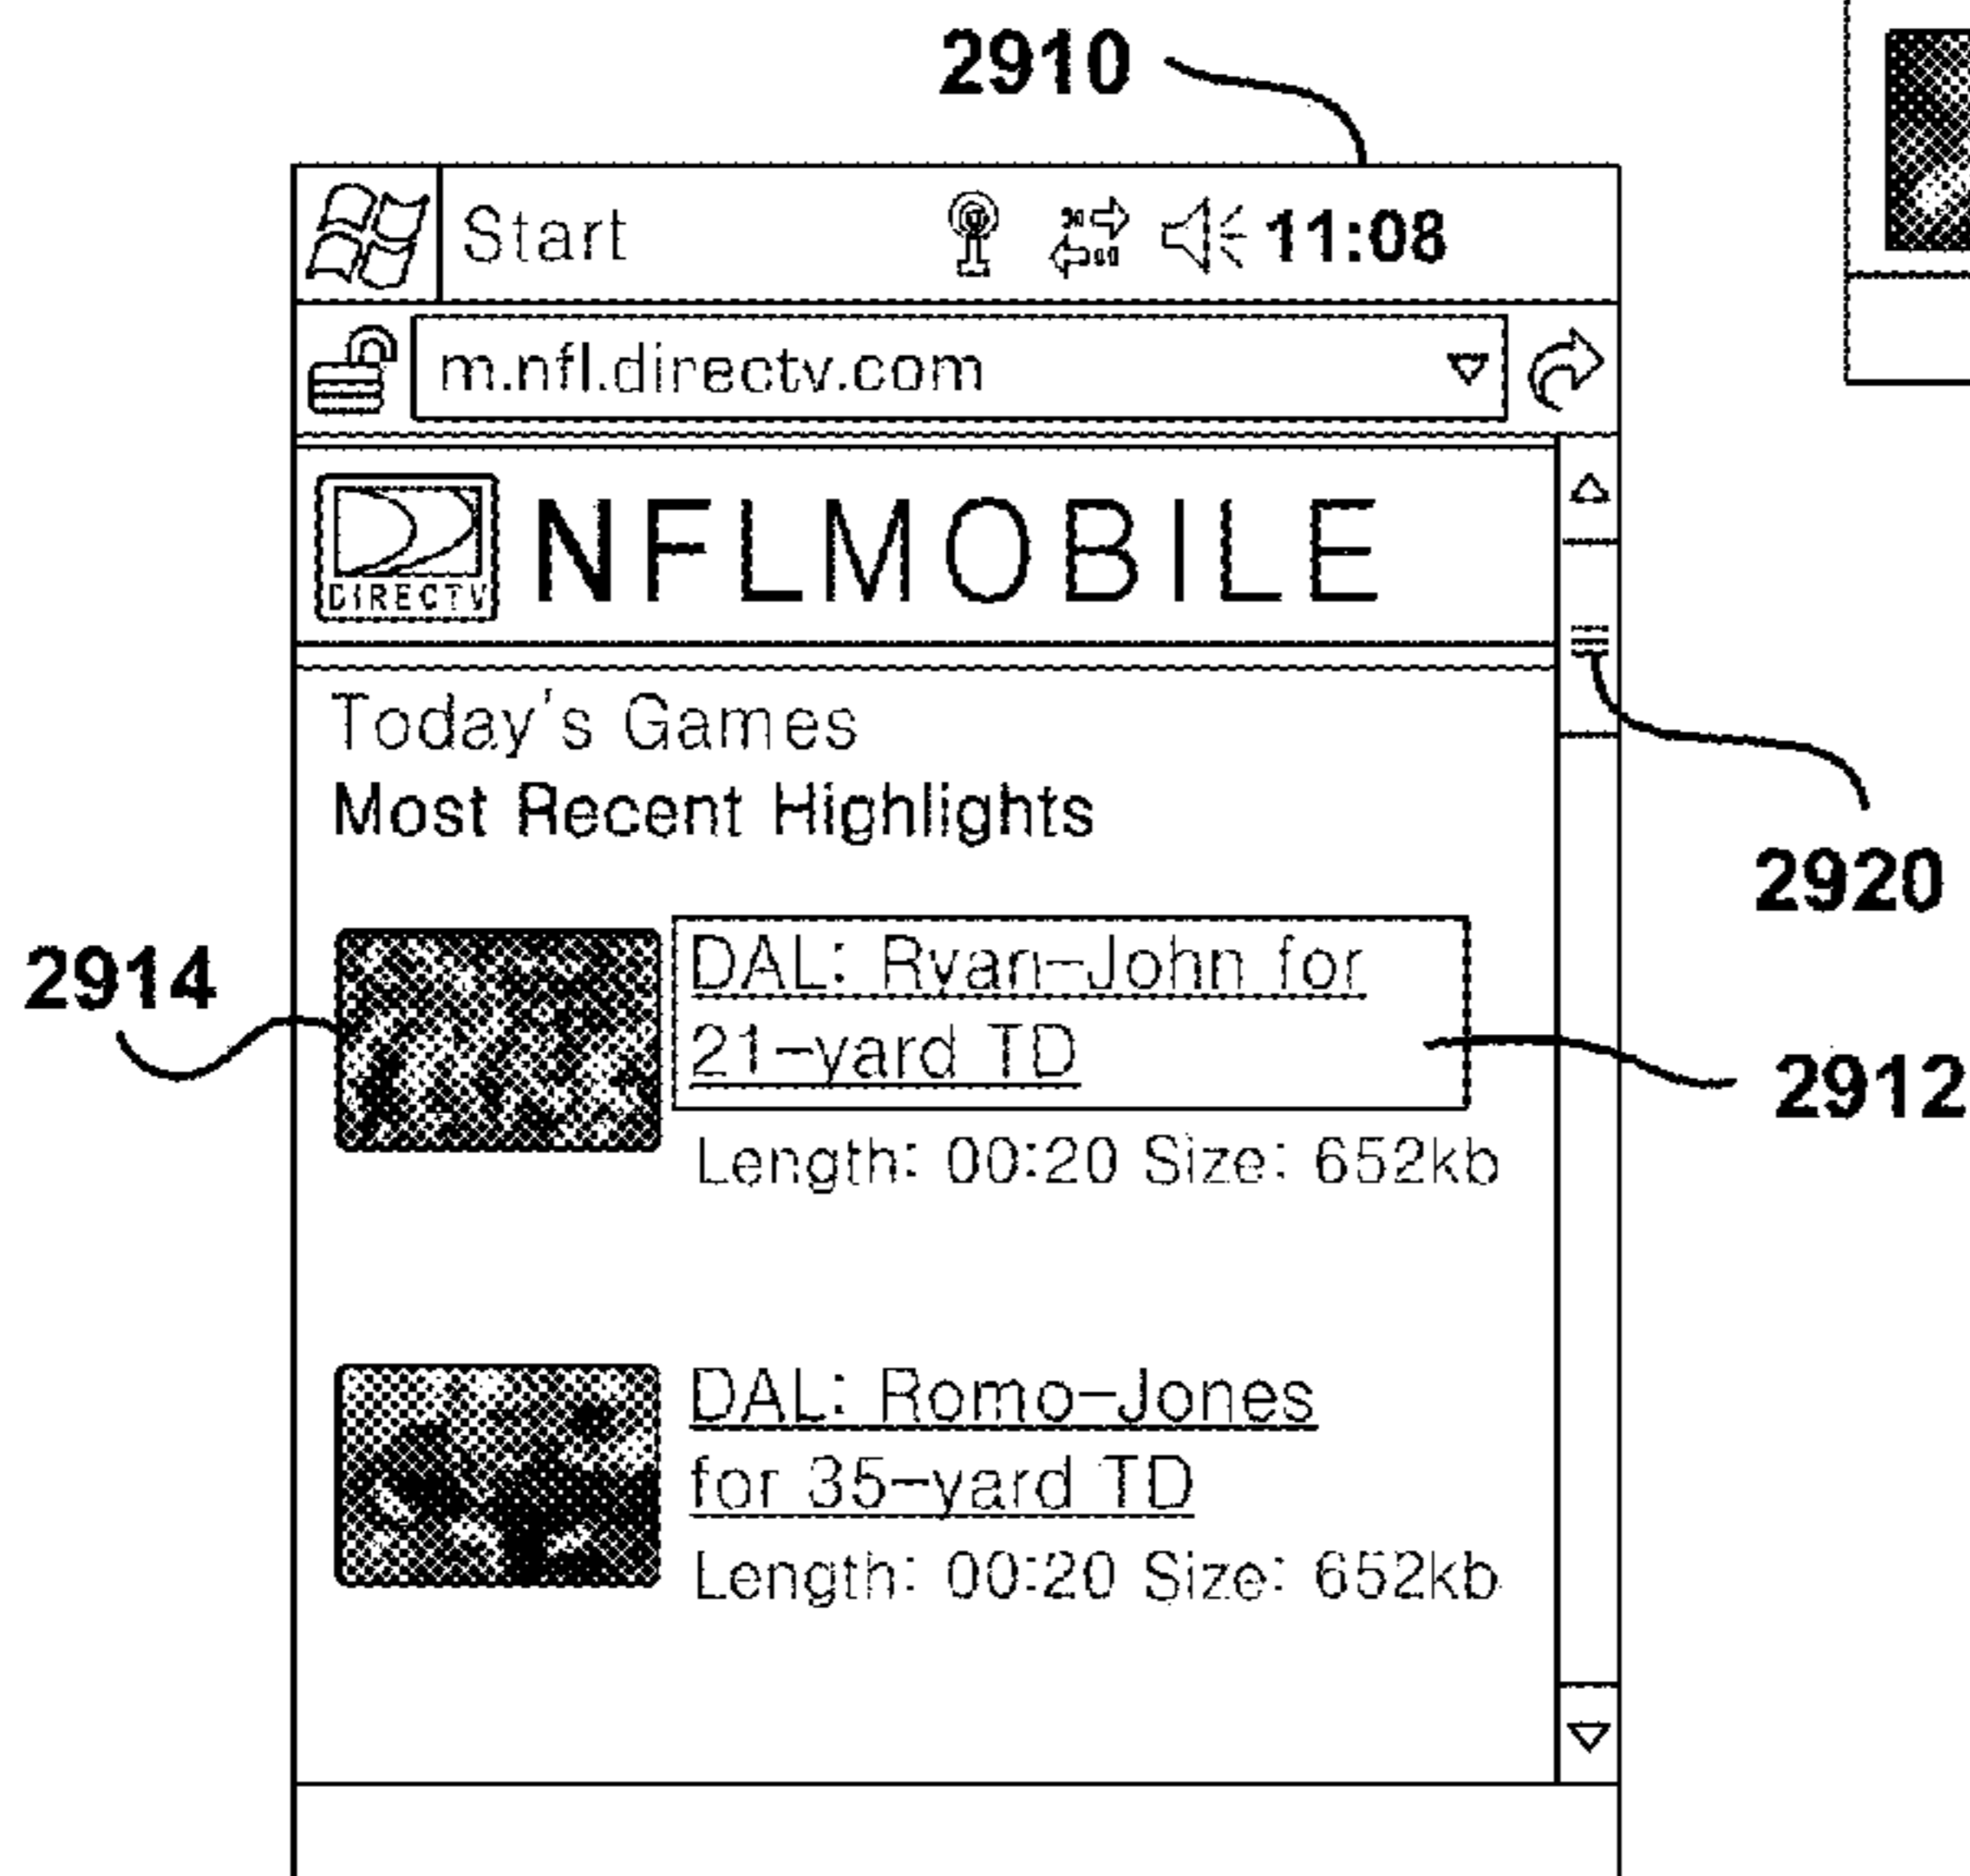 2910
Start 11:08
m.nfl.directv.com
DIRECTV NFLMOBILE
Today's Games
Most Recent Highlights
2920
2914
DAL: Ryan-John for
21-yard TD
2912
Length: 00:20 Size: 652kb
DAL: Romo-Jones
for 35-yard TD
Length: 00:20 Size: 652kb